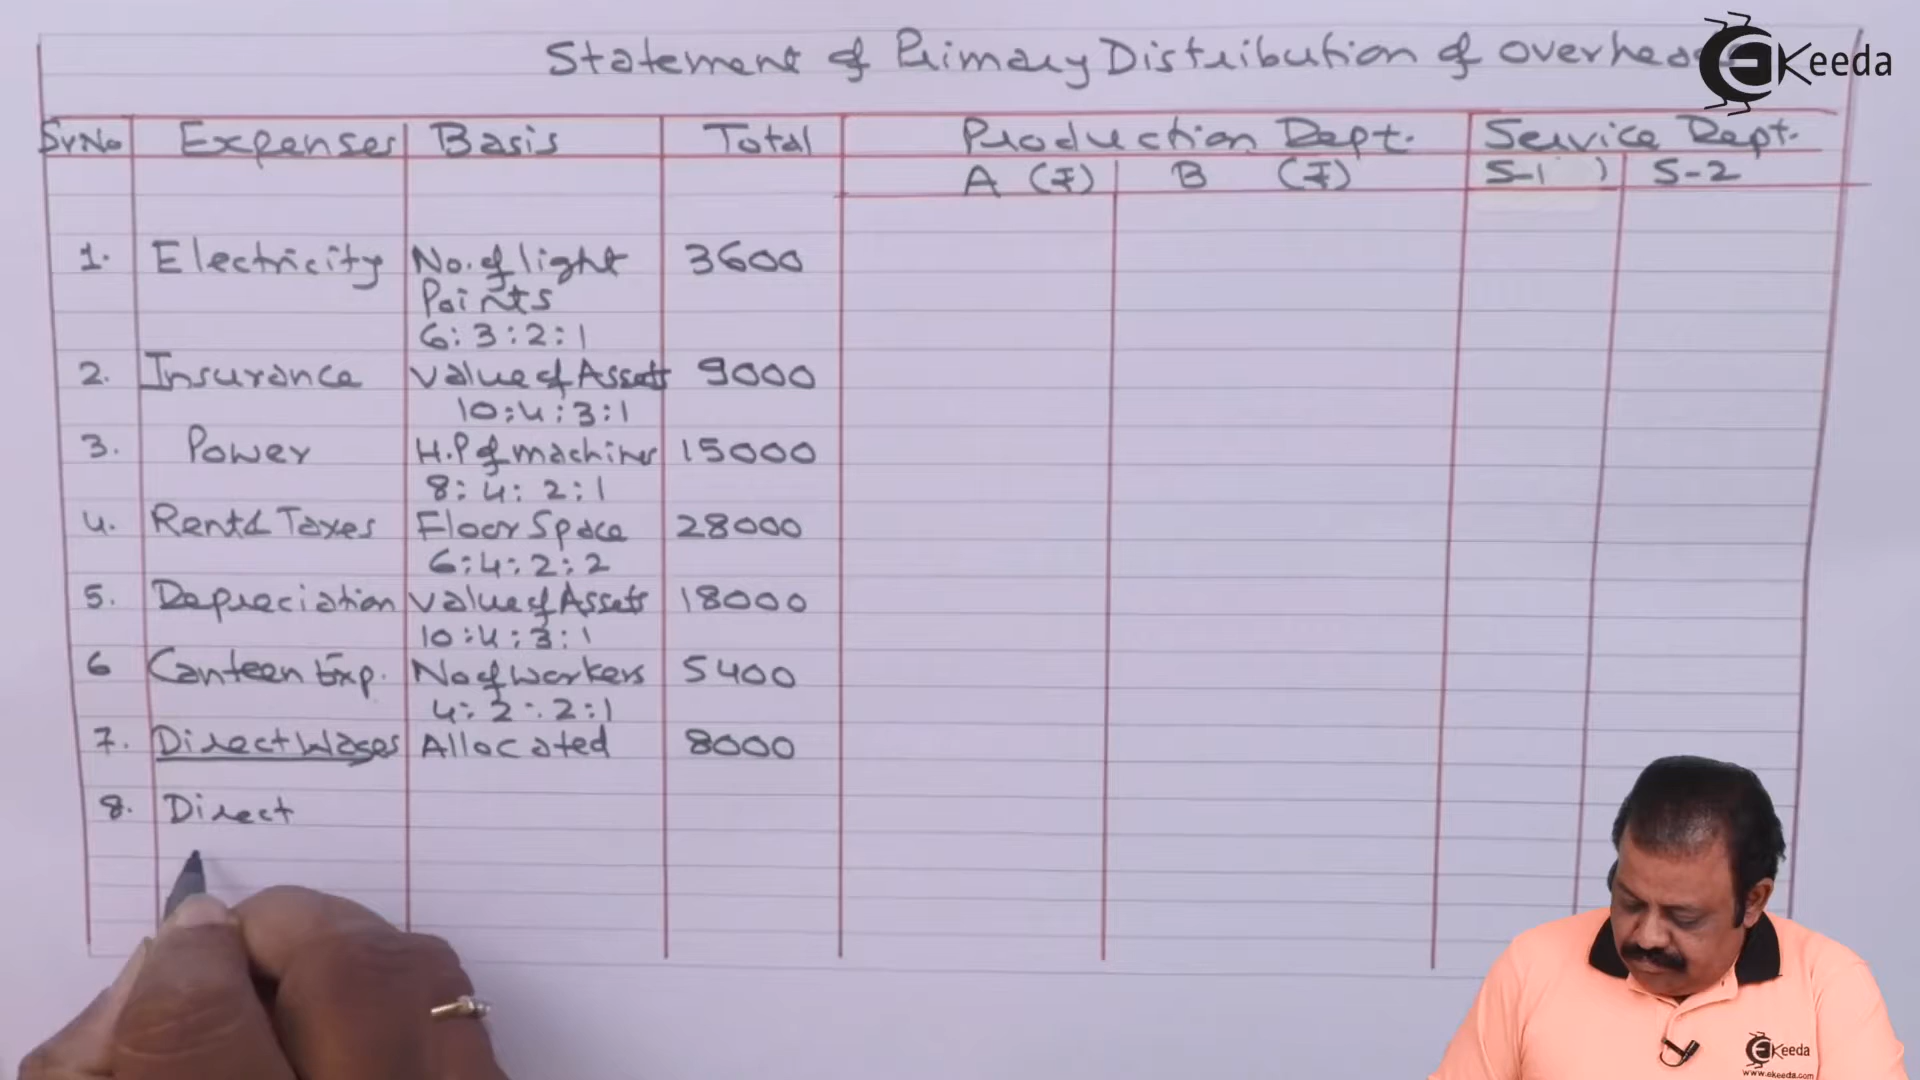 Statement of Primary Distribution of overhea
Keeda
Sr No Expenses Basis Total Production Dept. Service Dept.
A (₹) B (₹) S-1 ) S-2
1. Electricity No. of light 3600
Points
6:3:2:1
2. Insurance Value of Assets 9000
10:4:3:1
3. Power H.P of machines 15000
8:4:2:1
4. Rent & Taxes Floor Space 28000
6:4:2:2
5. Depreciation Value of Assets 18000
10:4:3:1
6 Canteen Exp. No of workers 5400
4:2:2:1
7. Direct Wages Allocated 8000
8. Direct
Keeda
www.ekeeda.com